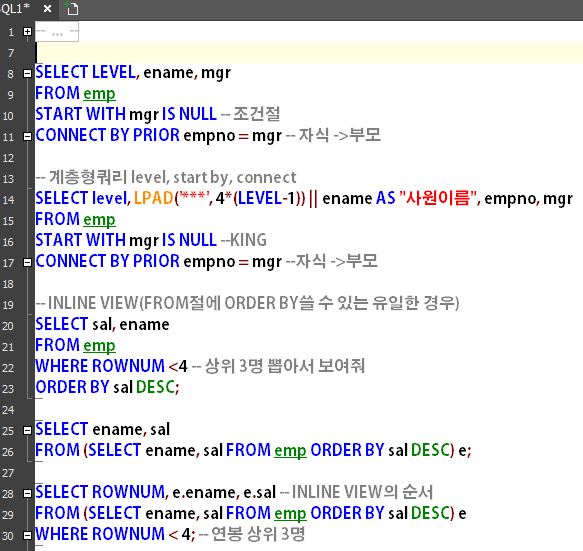 QL1*
1 -- ... --
7
8 SELECT LEVEL, ename, mgr
9 FROM emp
10 START WITH mgr IS NULL -- 조건절
11 CONNECT BY PRIOR empno = mgr -- 자식 ->부모
12
13 -- 계층형쿼리 level, start by, connect
14 SELECT level, LPAD('***', 4*(LEVEL-1)) || ename AS "사원이름", empno, mgr
15 FROM emp
16 START WITH mgr IS NULL --KING
17 CONNECT BY PRIOR empno = mgr --자식 ->부모
18
19 -- INLINE VIEW(FROM절에 ORDER BY쓸 수 있는 유일한 경우)
20 SELECT sal, ename
21 FROM emp
22 WHERE ROWNUM <4 -- 상위 3명 뽑아서 보여줘
23 ORDER BY sal DESC;
24
25 SELECT ename, sal
26 FROM (SELECT ename, sal FROM emp ORDER BY sal DESC) e;
27
28 SELECT ROWNUM, e.ename, e.sal -- INLINE VIEW의 순서
29 FROM (SELECT ename, sal FROM emp ORDER BY sal DESC) e
30 WHERE ROWNUM < 4; -- 연봉 상위 3명